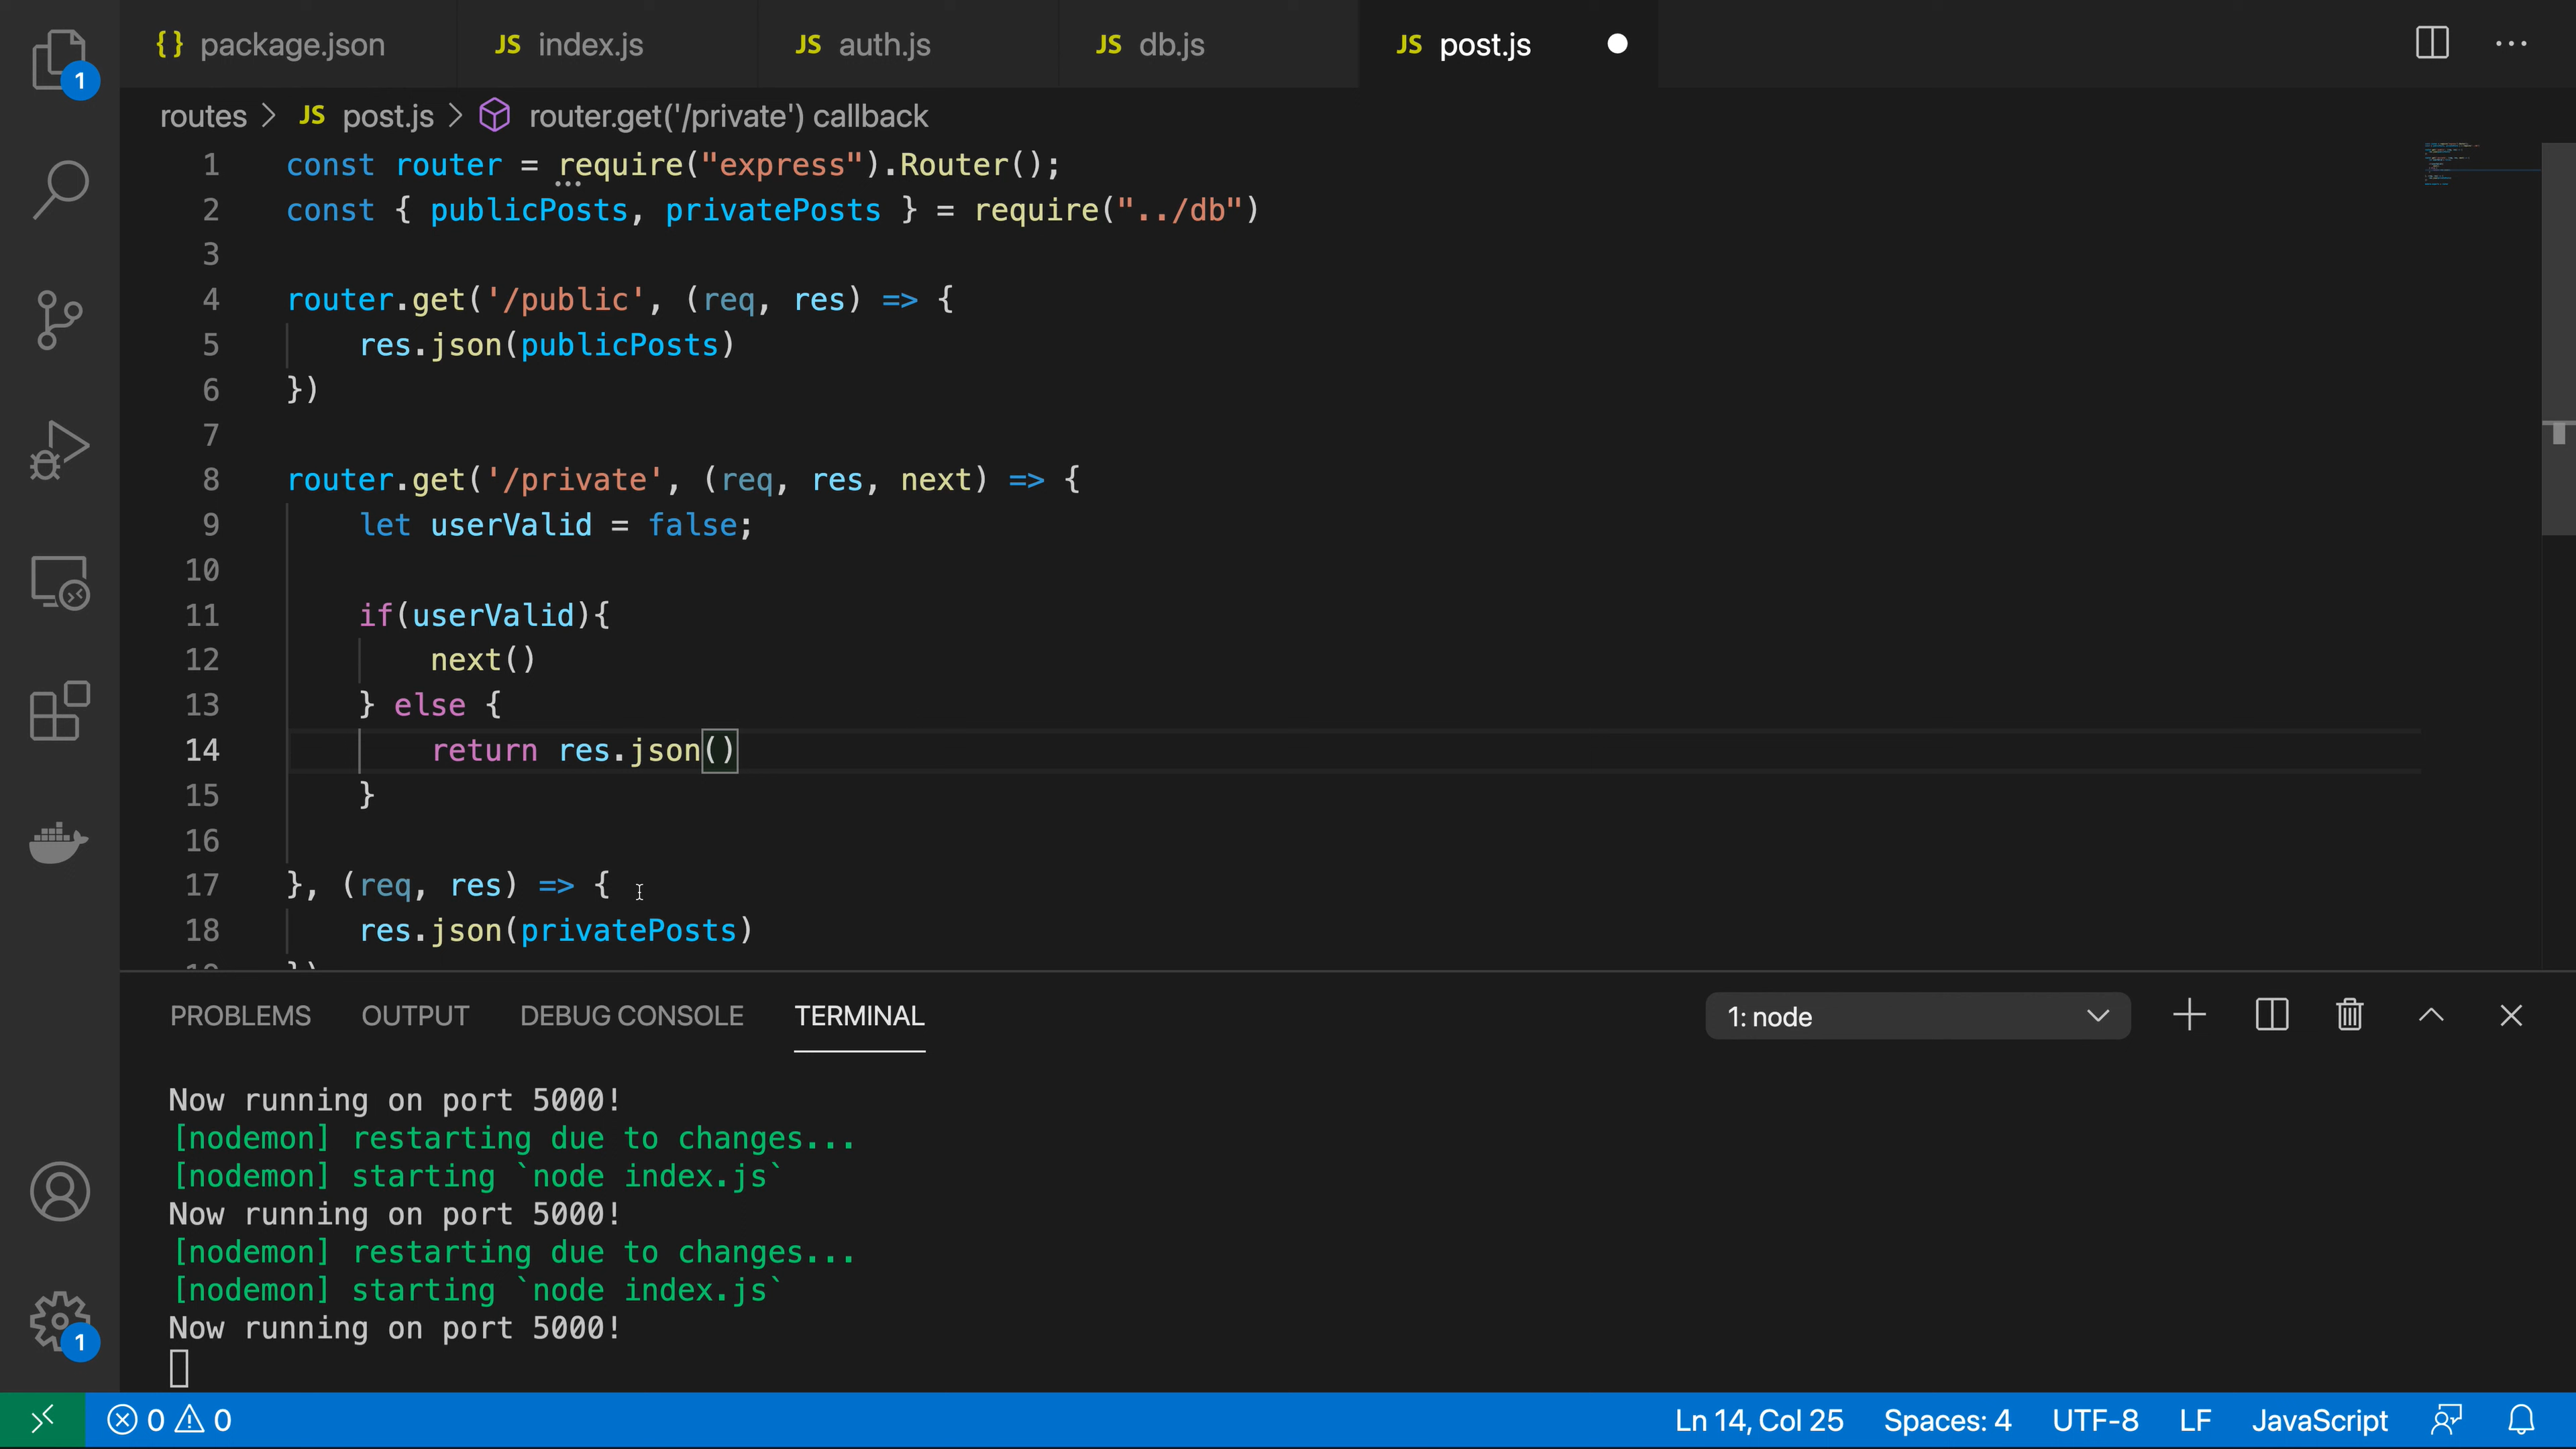 1
{} package.json
JS index.js
JS auth.js
JS db.js
JS post.js
routes > JS post.js > router.get('/private') callback
1 const router = require("express").Router();
2 const { publicPosts, privatePosts } = require("../db")
3
4 router.get('/public', (req, res) => {
5 res.json(publicPosts)
6 })
7
8 router.get('/private', (req, res, next) => {
9 let userValid = false;
10
11 if(userValid){
12 next()
13 } else {
14 return res.json()
15 }
16
17 }, (req, res) => {
18 res.json(privatePosts)
PROBLEMS OUTPUT DEBUG CONSOLE TERMINAL 1: node
Now running on port 5000!
[nodemon] restarting due to changes...
[nodemon] starting `node index.js`
Now running on port 5000!
[nodemon] restarting due to changes...
[nodemon] starting `node index.js`
Now running on port 5000!
1
0 0 Ln 14, Col 25 Spaces: 4 UTF-8 LF JavaScript